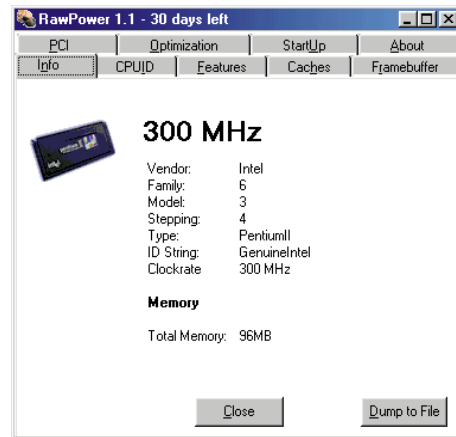 RawPower 1.1 - 30 days left
PCI Optimization StartUp About
Info CPUID Features Caches Framebuffer
300 MHz
Vendor: Intel
Family: 6
Model: 3
Stepping: 4
Type: PentiumII
ID String: GenuineIntel
Clockrate 300 MHz
Memory
Total Memory: 96MB
Close Dump to File